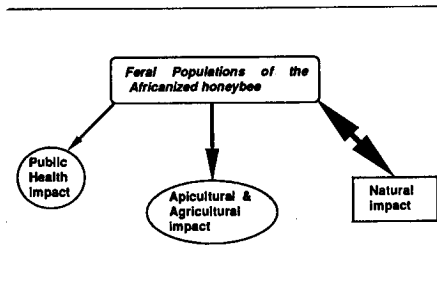 Feral Populations of the
Africanized honeybee
Public
Health
Impact
Apicultural &
Agricultural
Impact
Natural
Impact